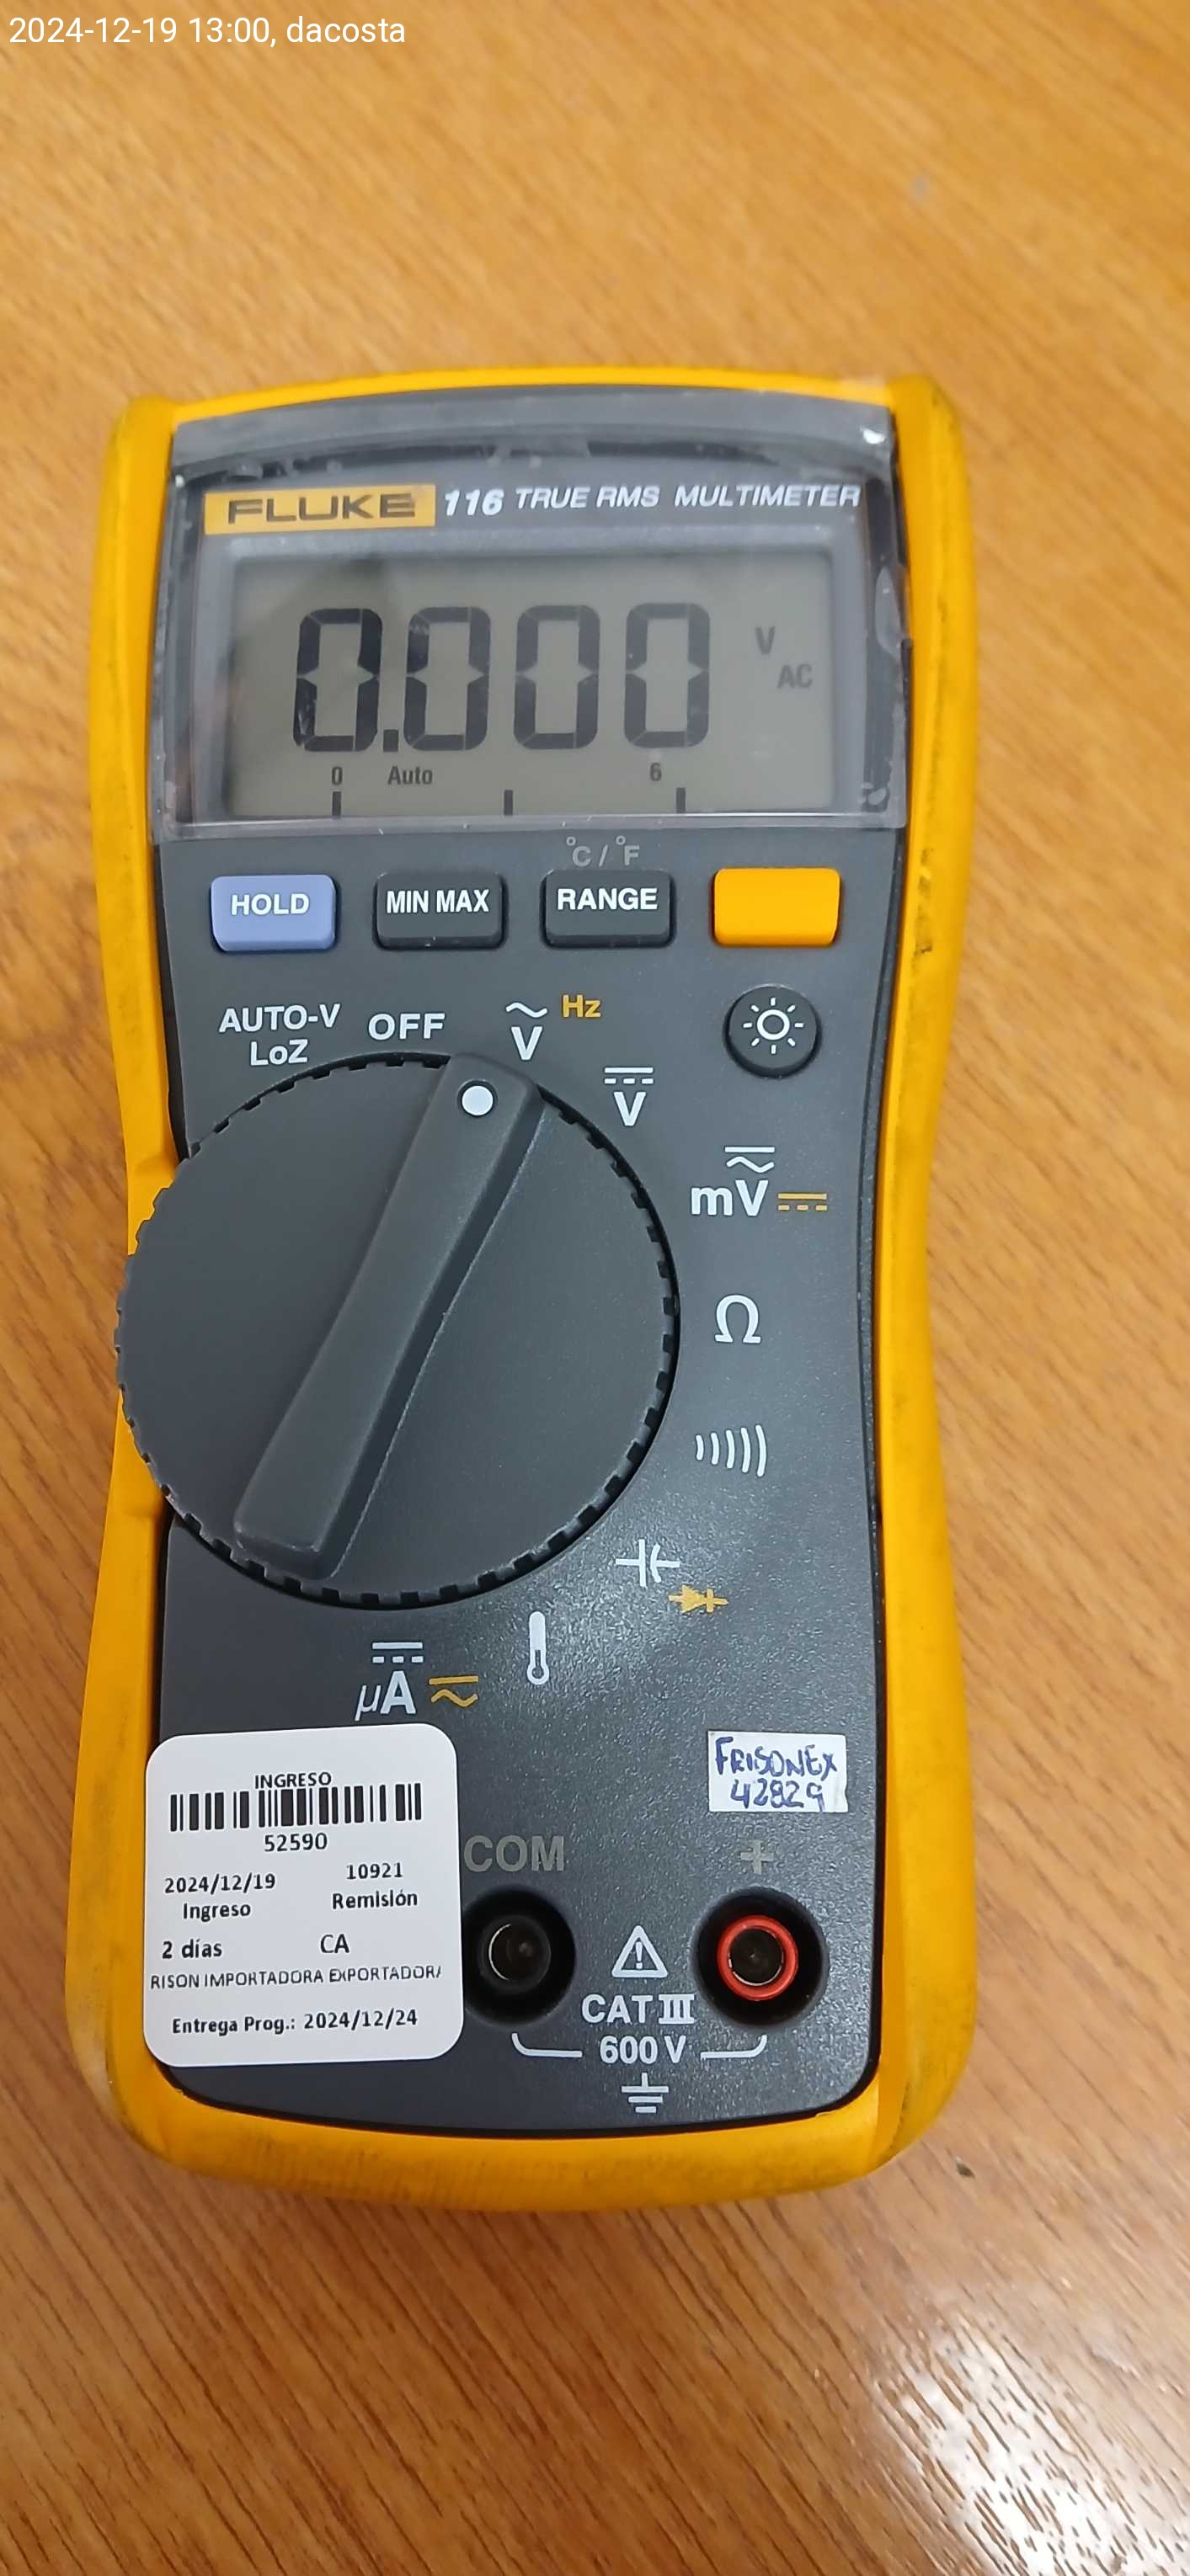 2024-12-19 13:00, dacosta
FLUKE 116 TRUE RMS MULTIMETER
0.000 V AC
0 Auto 6
°C / °F
HOLD MIN MAX RANGE
AUTO-V LoZ
OFF
V Hz
V
mV
Ω
µA
INGRESO
52590
2024/12/19 10921
Ingreso Remisión
2 días CA
RISON IMPORTADORA EXPORTADORA
Entrega Prog.: 2024/12/24
FRISONEX
42829
COM +
CAT III
600 V